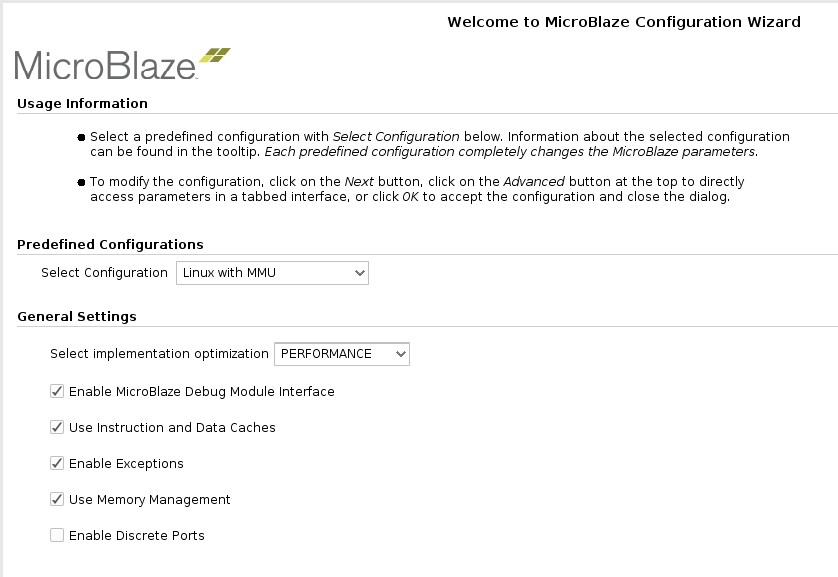 Welcome to MicroBlaze Configuration Wizard
MicroBlaze
Usage Information
Select a predefined configuration with Select Configuration below. Information about the selected configuration
can be found in the tooltip. Each predefined configuration completely changes the MicroBlaze parameters.
To modify the configuration, click on the Next button, click on the Advanced button at the top to directly
access parameters in a tabbed interface, or click OK to accept the configuration and close the dialog.
Predefined Configurations
Select Configuration Linux with MMU
General Settings
Select implementation optimization PERFORMANCE
Enable MicroBlaze Debug Module Interface
Use Instruction and Data Caches
Enable Exceptions
Use Memory Management
Enable Discrete Ports